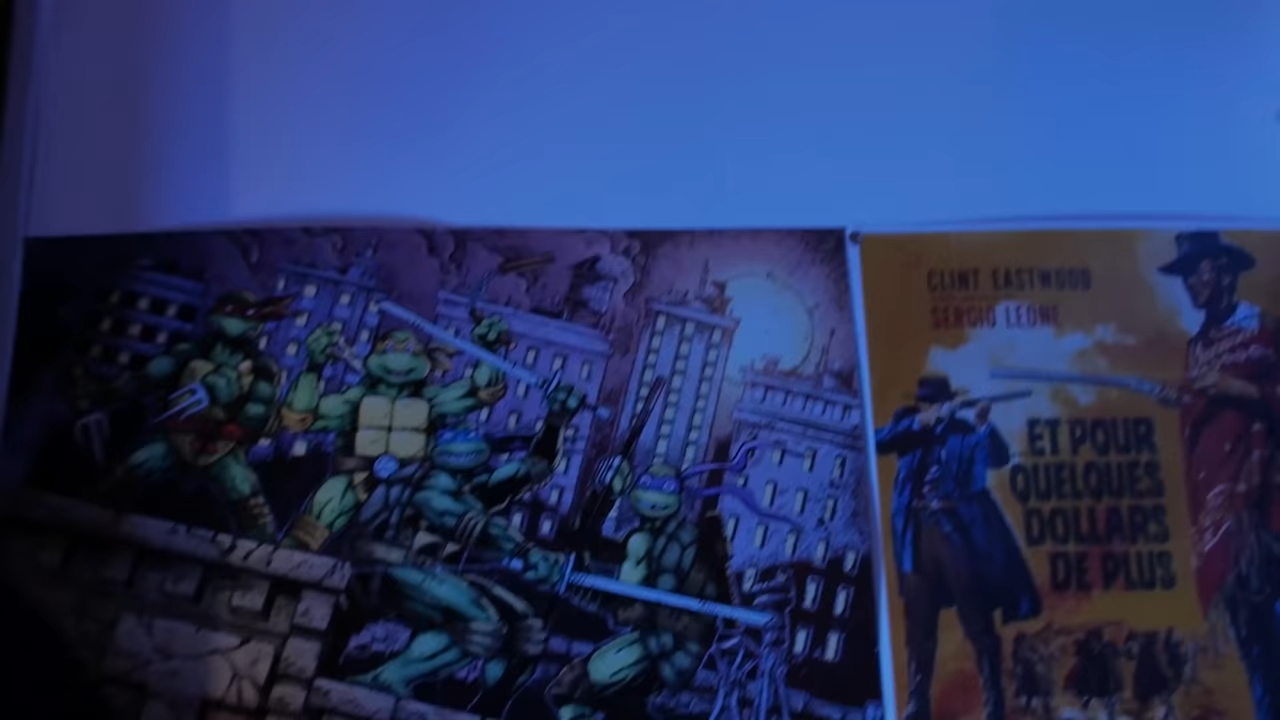 CLINT EASTWOOD
SERGIO LEONE
ET POUR
QUELQUES
DOLLARS
DE PLUS